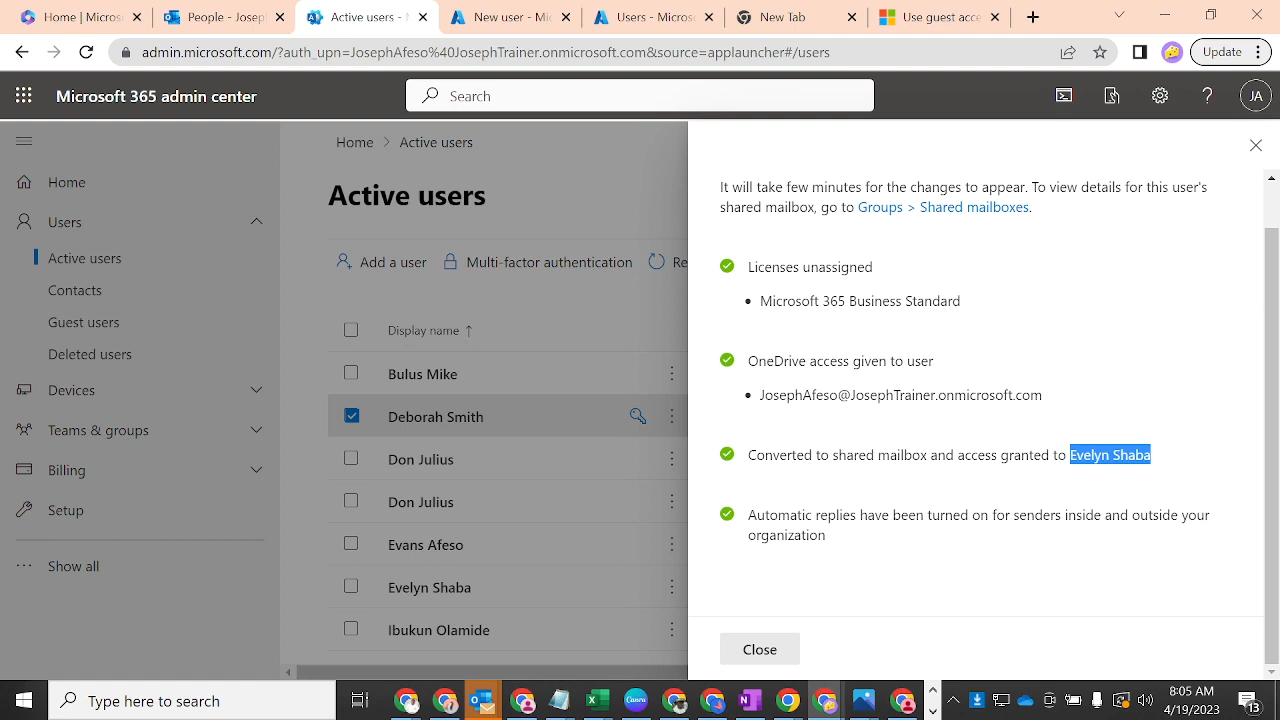 Home | Microsoft
People - Joseph
Active users - M
New user - Mic
Users - Microsof
New Tab
Use guest acce
admin.microsoft.com/?auth_upn=JosephAfeso%40JosephTrainer.onmicrosoft.com&source=applauncher#/users
Update
Microsoft 365 admin center
Search
JA
Home
Users
Active users
Contacts
Guest users
Deleted users
Devices
Teams & groups
Billing
Setup
Show all
Home > Active users
Active users
Add a user
Multi-factor authentication
Re
Display name ↑
Bulus Mike
Deborah Smith
Don Julius
Don Julius
Evans Afeso
Evelyn Shaba
Ibukun Olamide
It will take few minutes for the changes to appear. To view details for this user's
shared mailbox, go to Groups > Shared mailboxes.
Licenses unassigned
• Microsoft 365 Business Standard
OneDrive access given to user
• JosephAfeso@JosephTrainer.onmicrosoft.com
Converted to shared mailbox and access granted to Evelyn Shaba
Automatic replies have been turned on for senders inside and outside your
organization
Close
Type here to search
8:05 AM
4/19/2023